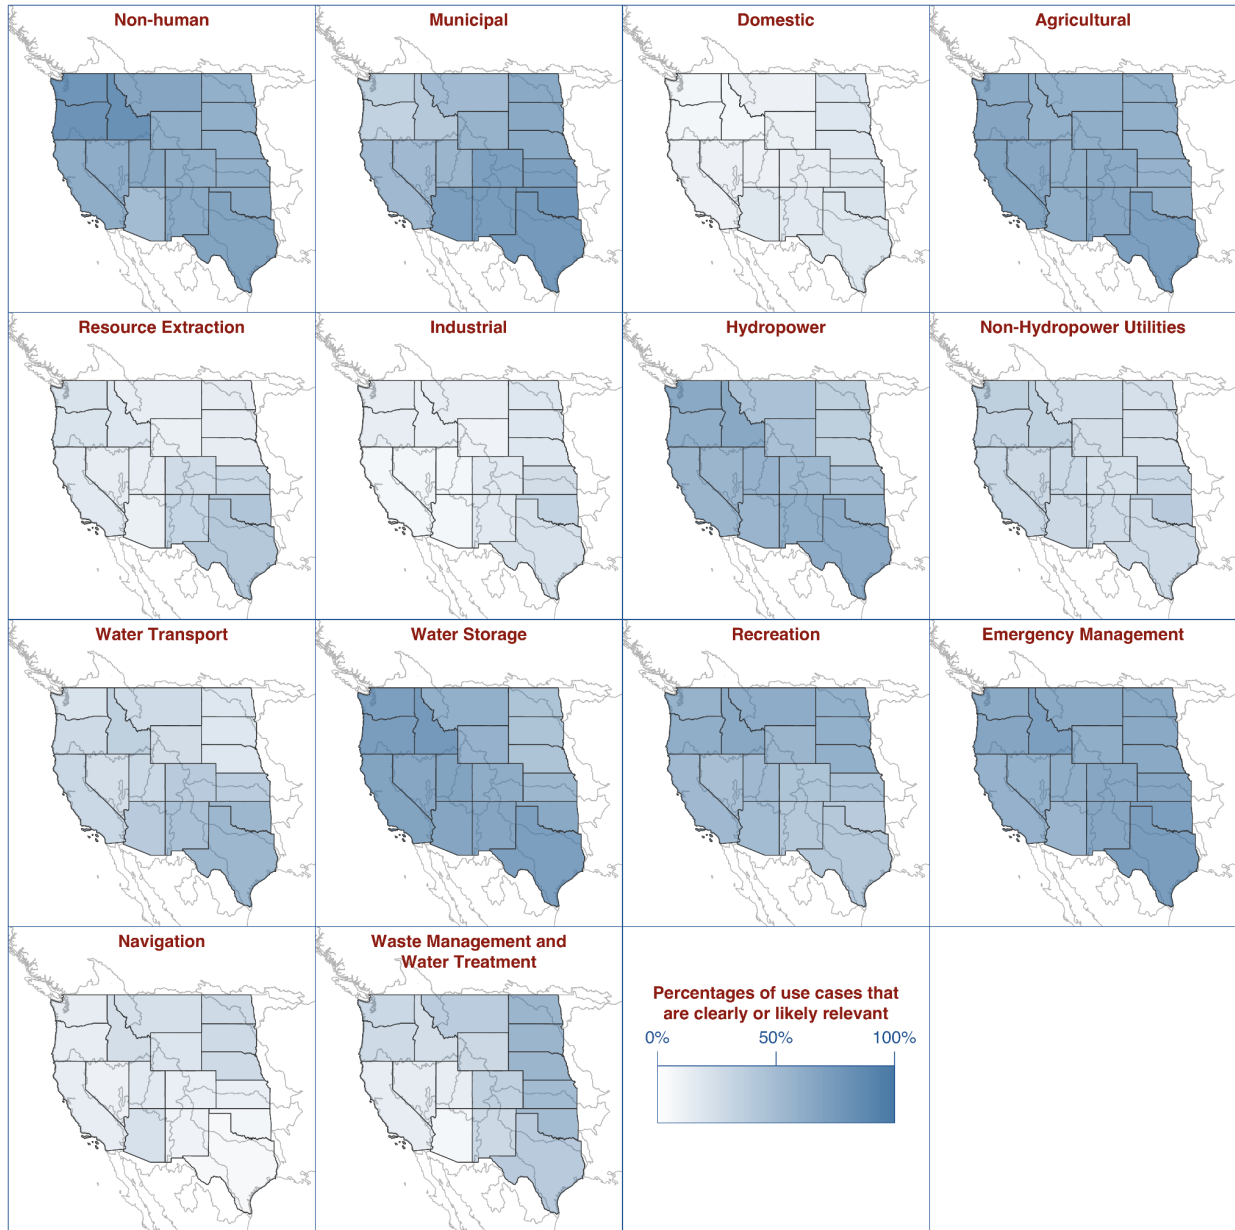 Non-human
Municipal
Domestic
Agricultural
Resource Extraction
Industrial
Hydropower
Non-Hydropower Utilities
Water Transport
Water Storage
Recreation
Emergency Management
Navigation
Waste Management and
Water Treatment
Percentages of use cases that
are clearly or likely relevant
0%
50%
100%